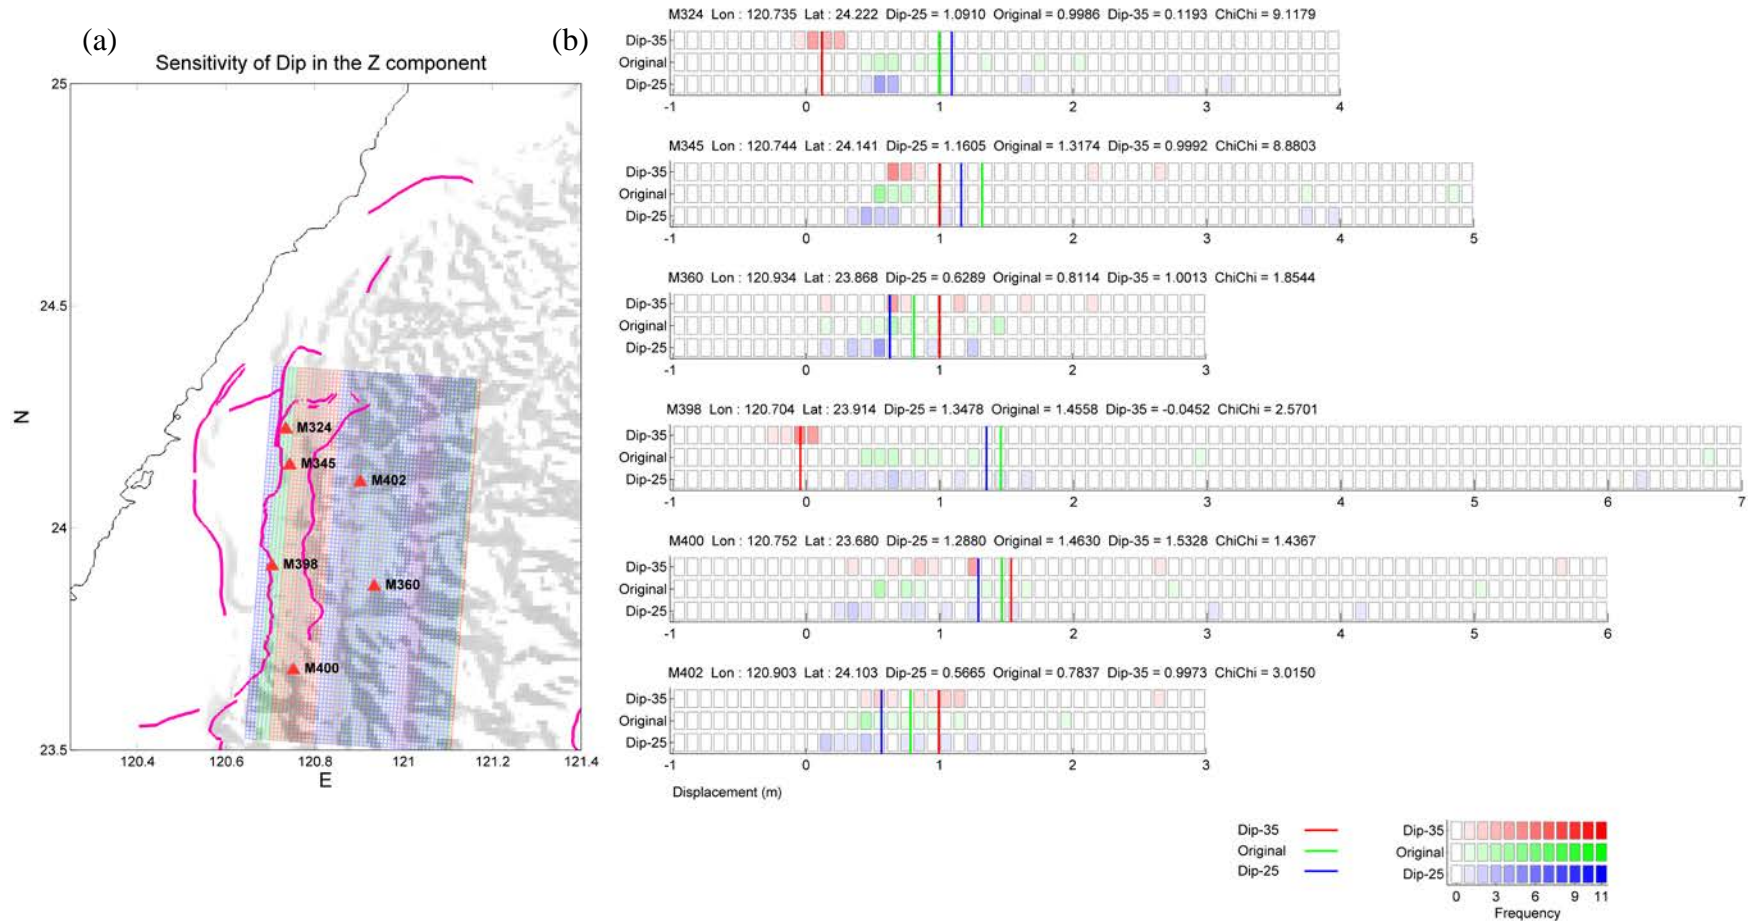 (a)
Sensitivity of Dip in the Z component
25
24.5
N
24
23.5
M324
M345
M402
M398
M360
M400
120.4 120.6 120.8 121 121.2 121.4
E
(b)
M324 Lon : 120.735 Lat : 24.222 Dip-25 = 1.0910 Original = 0.9986 Dip-35 = 0.1193 ChiChi = 9.1179
Dip-35
Original
Dip-25
-1 0 1 2 3 4
M345 Lon : 120.744 Lat : 24.141 Dip-25 = 1.1605 Original = 1.3174 Dip-35 = 0.9992 ChiChi = 8.8803
Dip-35
Original
Dip-25
-1 0 1 2 3 4 5
M360 Lon : 120.934 Lat : 23.868 Dip-25 = 0.6289 Original = 0.8114 Dip-35 = 1.0013 ChiChi = 1.8544
Dip-35
Original
Dip-25
-1 0 1 2 3
M398 Lon : 120.704 Lat : 23.914 Dip-25 = 1.3478 Original = 1.4558 Dip-35 = -0.0452 ChiChi = 2.5701
Dip-35
Original
Dip-25
-1 0 1 2 3 4 5 6 7
M400 Lon : 120.752 Lat : 23.680 Dip-25 = 1.2880 Original = 1.4630 Dip-35 = 1.5328 ChiChi = 1.4367
Dip-35
Original
Dip-25
-1 0 1 2 3 4 5 6
M402 Lon : 120.903 Lat : 24.103 Dip-25 = 0.5665 Original = 0.7837 Dip-35 = 0.9973 ChiChi = 3.0150
Dip-35
Original
Dip-25
-1 0 1 2 3
Displacement (m)
Dip-35
Original
Dip-25
Dip-35
Original
Dip-25
0 3 6 9 11
Frequency